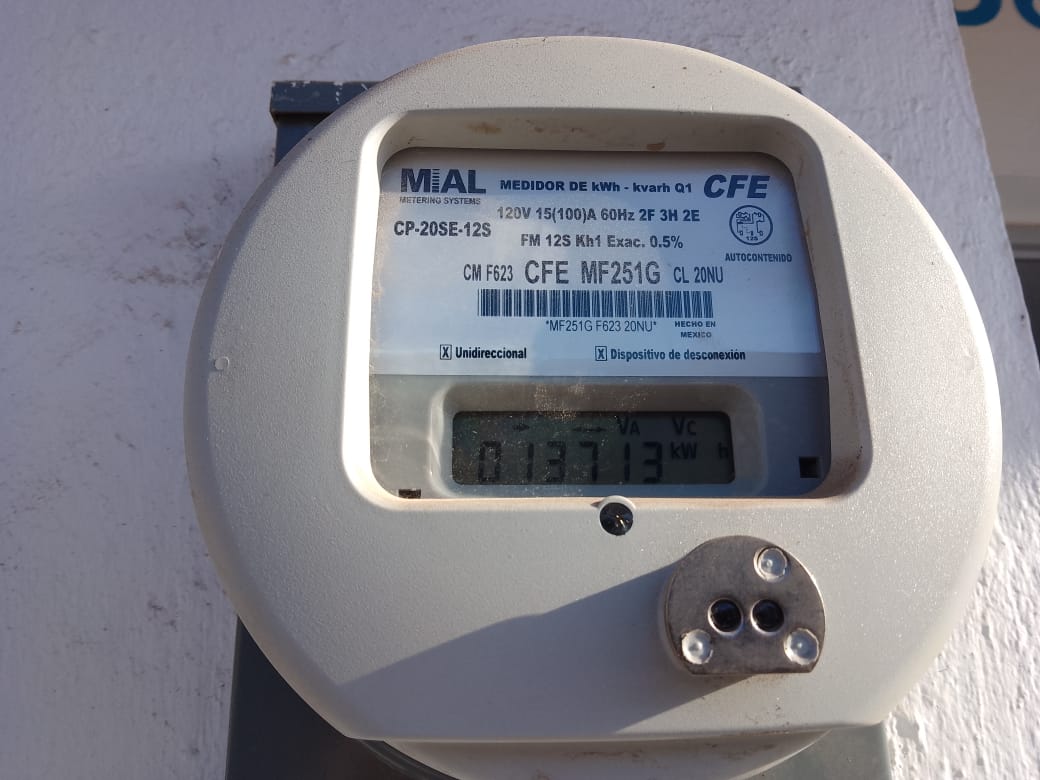 MIAL
METERING SYSTEMS
MEDIDOR DE kWh - kvarh Q1
CFE
CP-20SE-12S
120V 15(100)A 60Hz 2F 3H 2E
FM 12S Kh1 Exac. 0.5%
12S
AUTOCONTENIDO
CM F623 CFE MF251G CL 20NU
*MF251G F623 20NU*
HECHO EN
MEXICO
X Unidireccional
X Dispositivo de desconexión
VA VC
013713 kW h